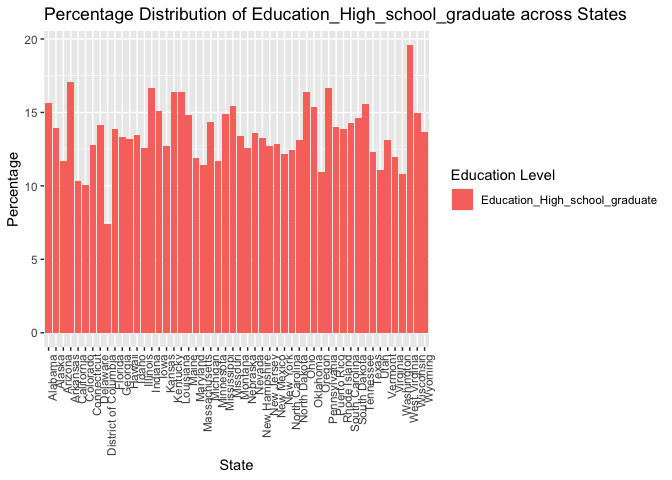 Percentage Distribution of Education_High_school_graduate across States
20
15
10
5
0
Percentage
Alabama
Alaska
Arizona
Arkansas
California
Colorado
Connecticut
Delaware
District of Columbia
Florida
Georgia
Hawaii
Idaho
Illinois
Indiana
Iowa
Kansas
Kentucky
Louisiana
Maine
Maryland
Massachusetts
Michigan
Minnesota
Mississippi
Missouri
Montana
Nebraska
Nevada
New Hampshire
New Jersey
New Mexico
New York
North Carolina
North Dakota
Ohio
Oklahoma
Oregon
Pennsylvania
Puerto Rico
Rhode Island
South Carolina
South Dakota
Tennessee
Texas
Utah
Vermont
Virginia
Washington
West Virginia
Wisconsin
Wyoming
State
Education Level
Education_High_school_graduate